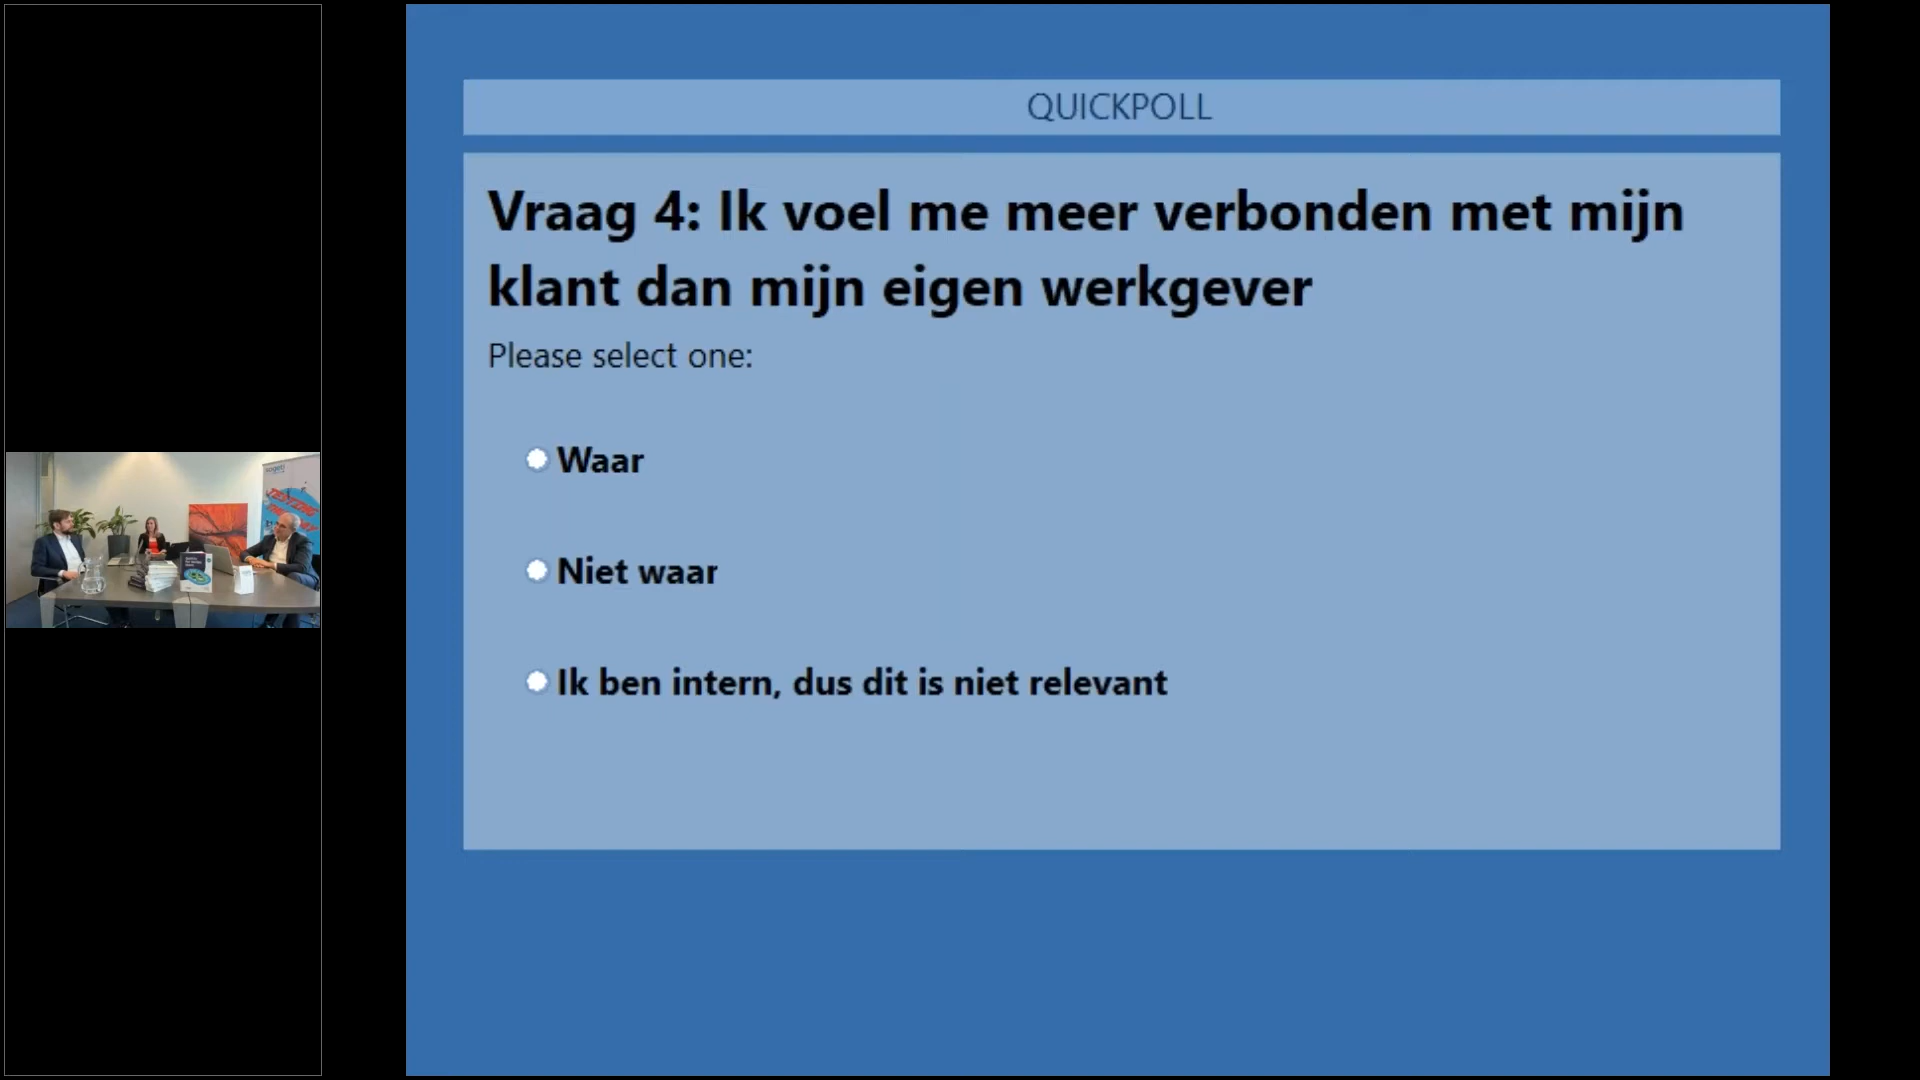 QUICKPOLL
Vraag 4: Ik voel me meer verbonden met mijn
klant dan mijn eigen werkgever
Please select one:
Waar
Niet waar
Ik ben intern, dus dit is niet relevant